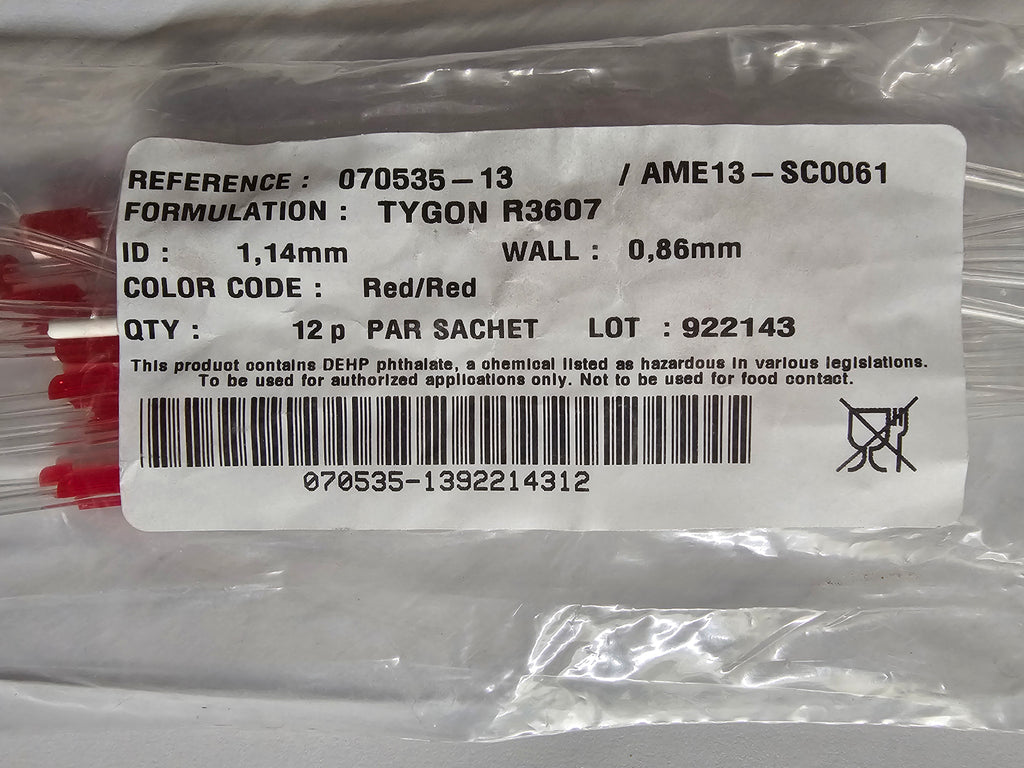 REFERENCE : 070535-13 / AME13-SC0061
FORMULATION : TYGON R3607
ID : 1,14mm WALL : 0,86mm
COLOR CODE : Red/Red
QTY : 12 p PAR SACHET LOT : 922143
This product contains DEHP phthalate, a chemical listed as hazardous in various legislations.
To be used for authorized applications only. Not to be used for food contact.
070535-1392214312